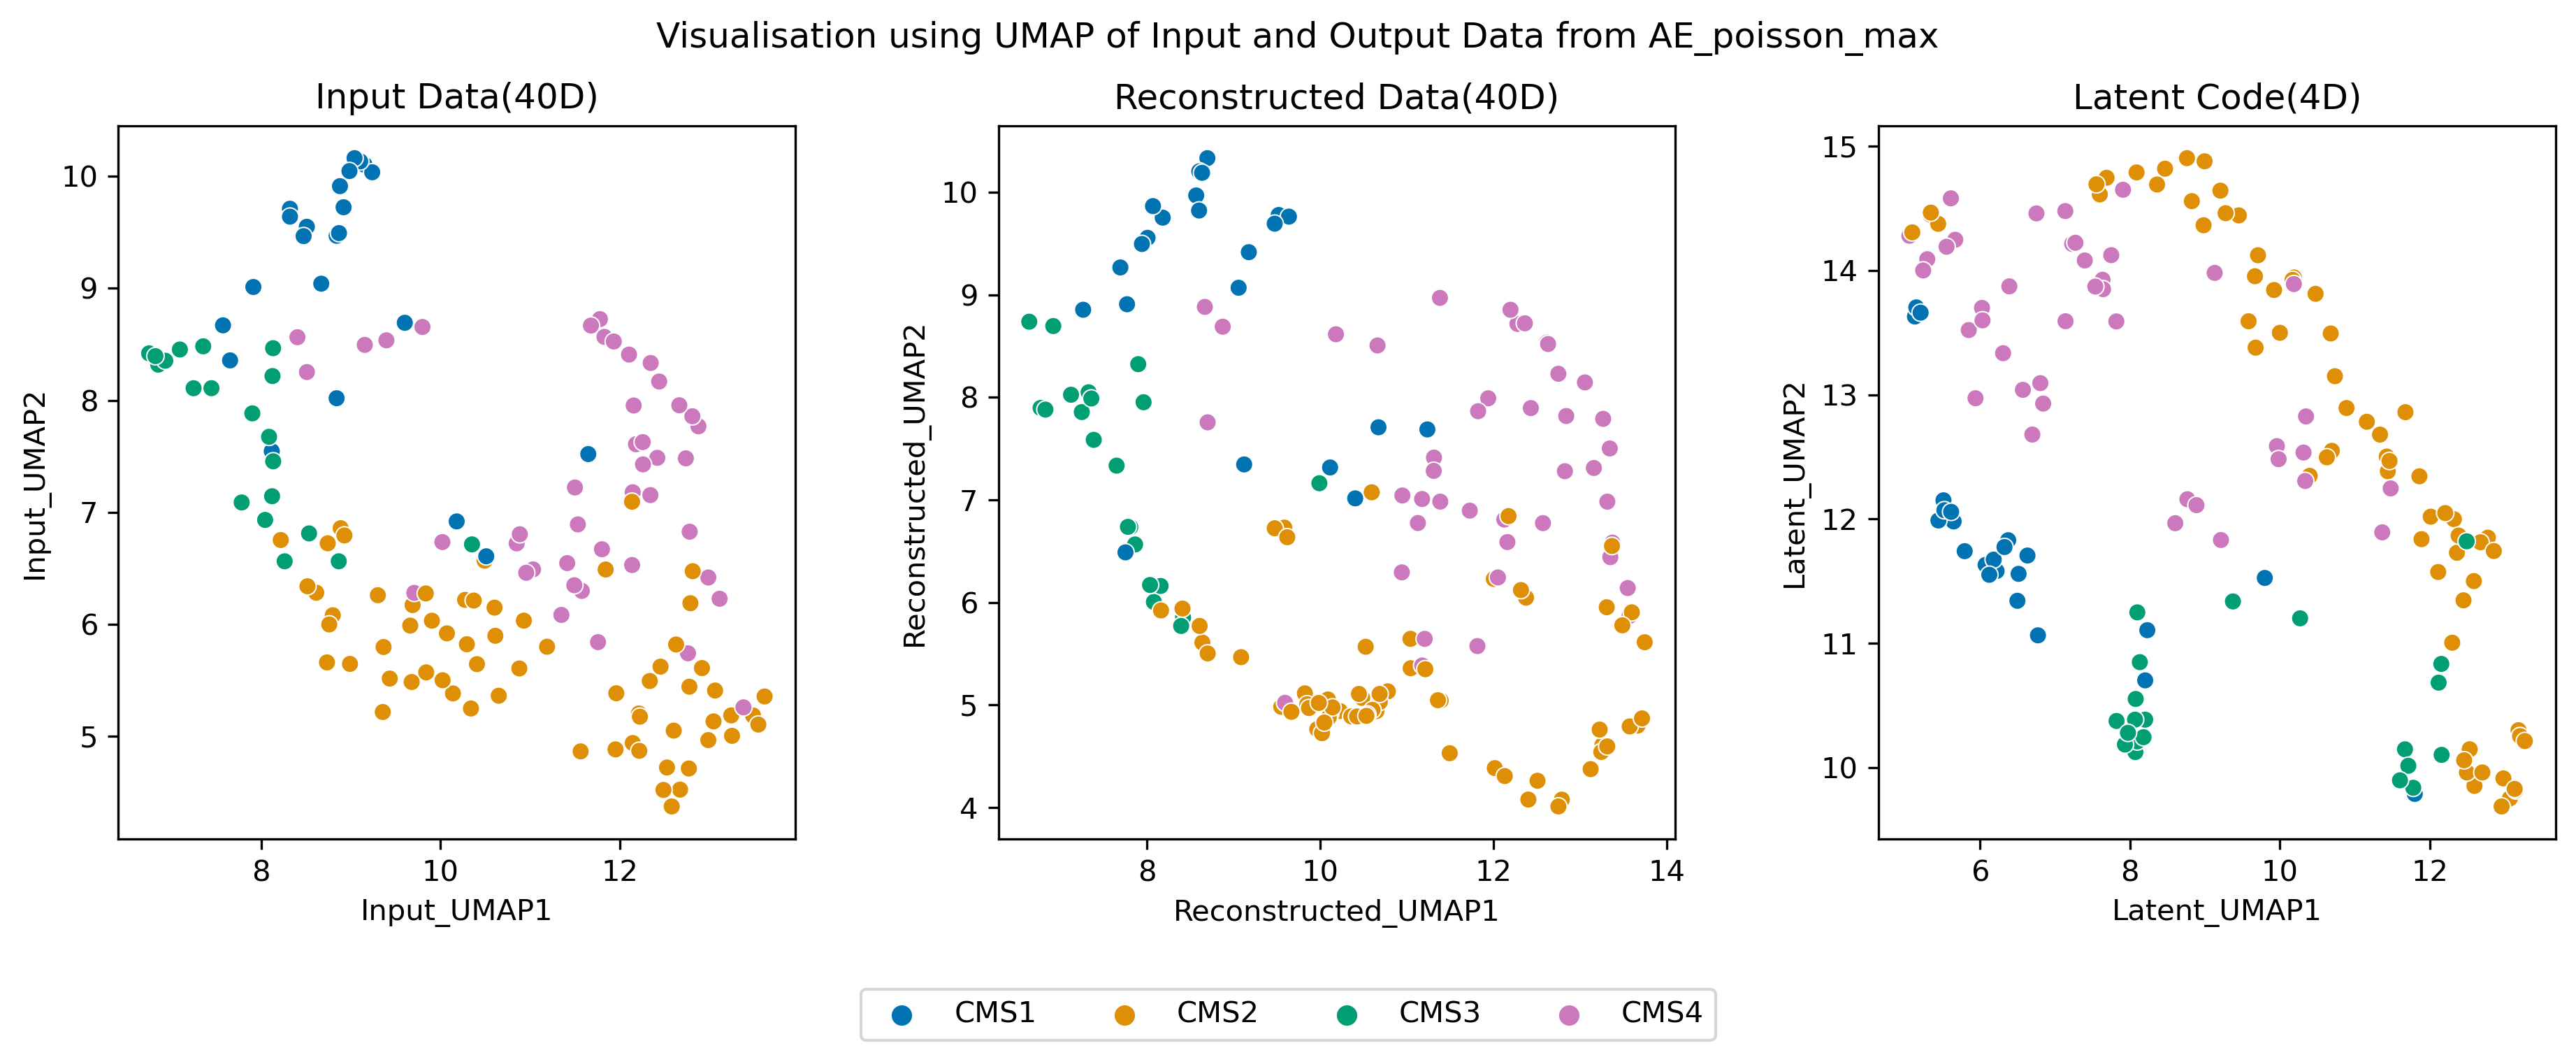 Visualisation using UMAP of Input and Output Data from AE_poisson_max
Input Data(40D)
10
9
8
7
6
5
8
10
12
Input_UMAP2
Input_UMAP1
Reconstructed Data(40D)
10
9
8
7
6
5
4
8
10
12
14
Reconstructed_UMAP2
Reconstructed_UMAP1
Latent Code(4D)
15
14
13
12
11
10
6
8
10
12
Latent_UMAP2
Latent_UMAP1
CMS1
CMS2
CMS3
CMS4